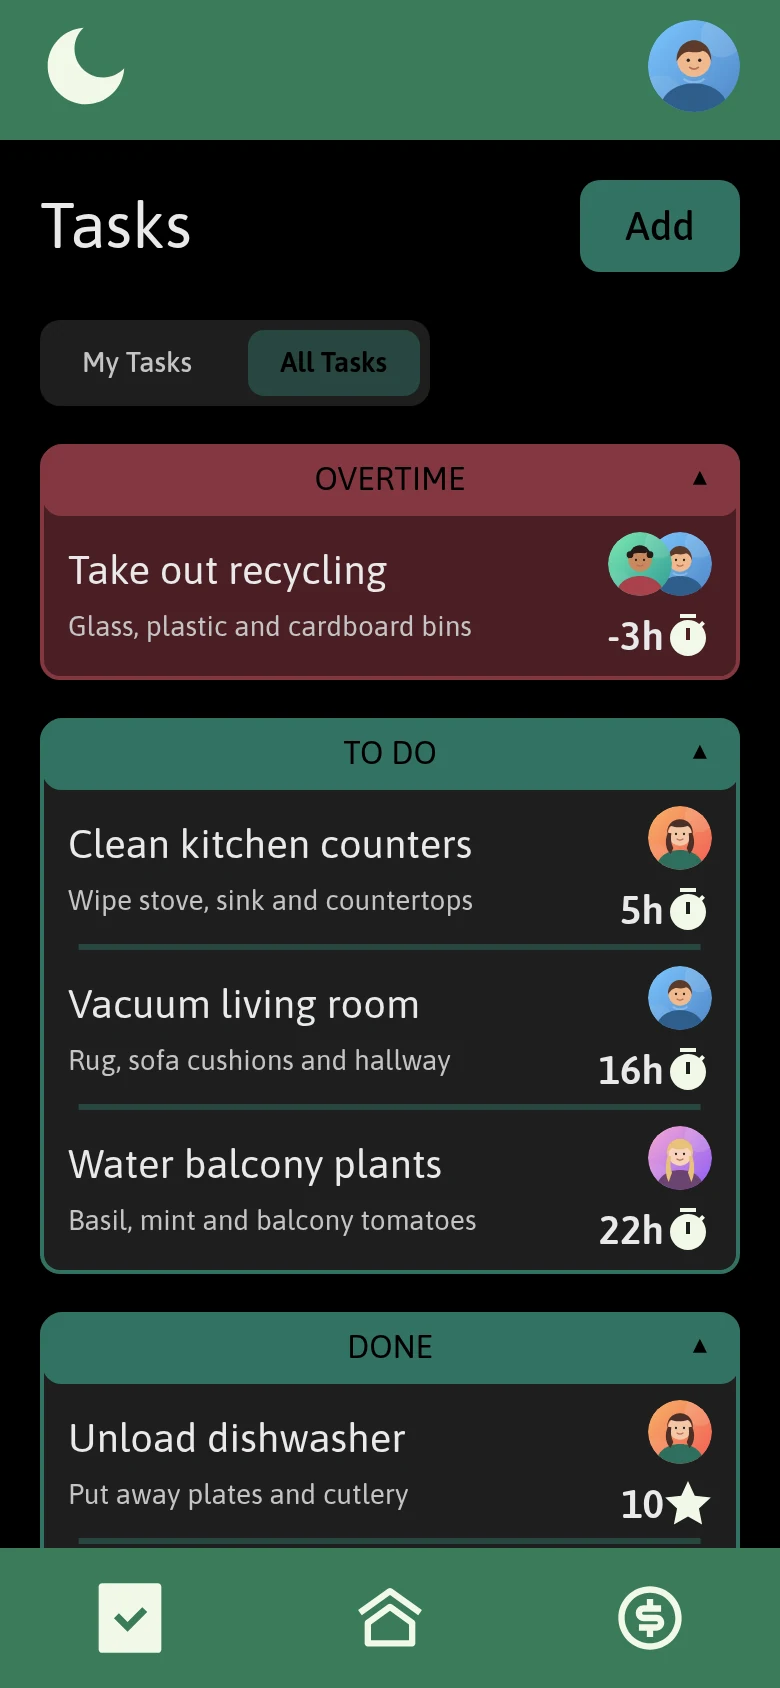 Tasks
Add
My Tasks
All Tasks
OVERTIME
▲
Take out recycling
Glass, plastic and cardboard bins
-3h
TO DO
▲
Clean kitchen counters
Wipe stove, sink and countertops
5h
Vacuum living room
Rug, sofa cushions and hallway
16h
Water balcony plants
Basil, mint and balcony tomatoes
22h
DONE
▲
Unload dishwasher
Put away plates and cutlery
10